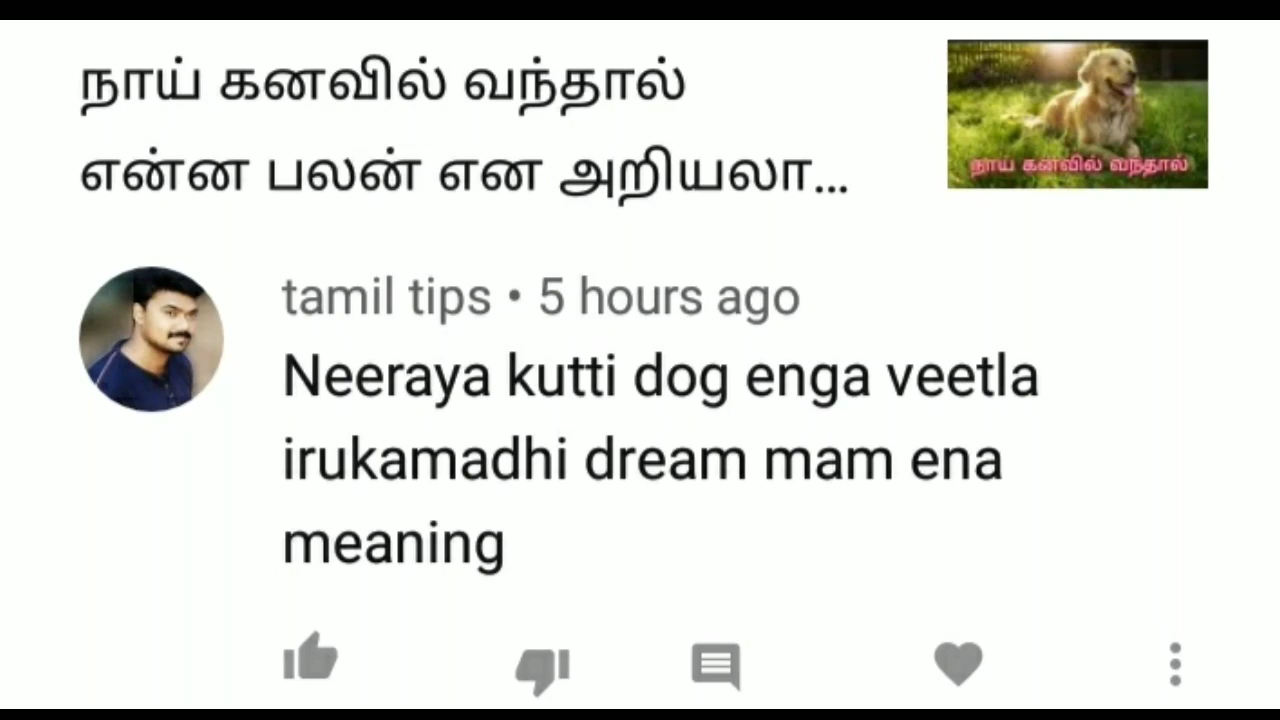 நாய் கனவில் வந்தால்
என்ன பலன் என அறியலா...
நாய் கனவில் வந்தால்
tamil tips • 5 hours ago
Neeraya kutti dog enga veetla
irukamadhi dream mam ena
meaning